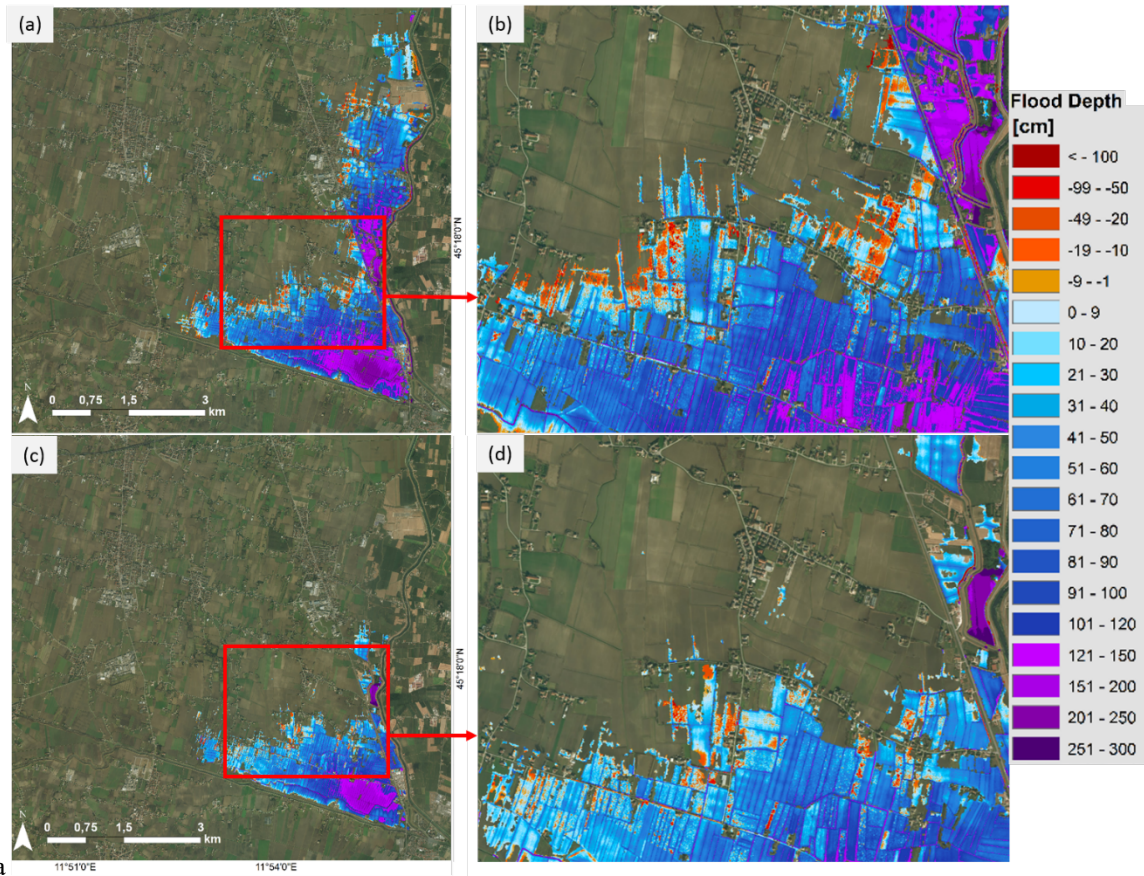 (a)
(b)
Flood Depth
[cm]
< - 100
-99 - -50
-49 - -20
-19 - -10
-9 - -1
0 - 9
10 - 20
21 - 30
31 - 40
41 - 50
51 - 60
61 - 70
71 - 80
81 - 90
91 - 100
101 - 120
121 - 150
151 - 200
201 - 250
251 - 300
45°18'0"N
N
0 0,75 1,5 3
km
(c)
(d)
45°18'0"N
N
0 0,75 1,5 3
km
a
11°51'0"E 11°54'0"E